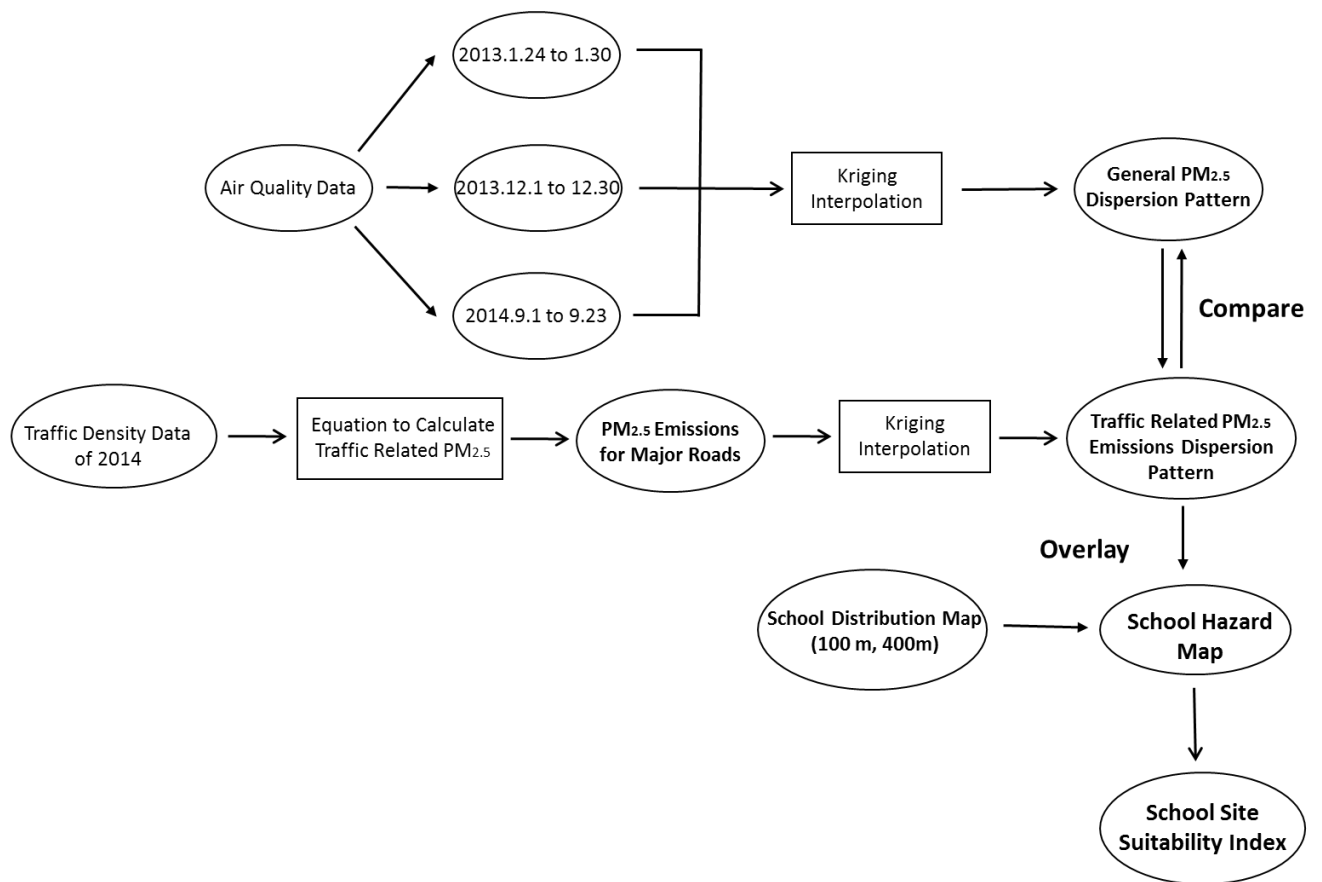 2013.1.24 to 1.30
Air Quality Data
2013.12.1 to 12.30
Kriging
Interpolation
General PM2.5
Dispersion Pattern
2014.9.1 to 9.23
Compare
Traffic Density Data
of 2014
Equation to Calculate
Traffic Related PM2.5
PM2.5 Emissions
for Major Roads
Kriging
Interpolation
Traffic Related PM2.5
Emissions Dispersion
Pattern
Overlay
School Distribution Map
(100 m, 400m)
School Hazard
Map
School Site
Suitability Index